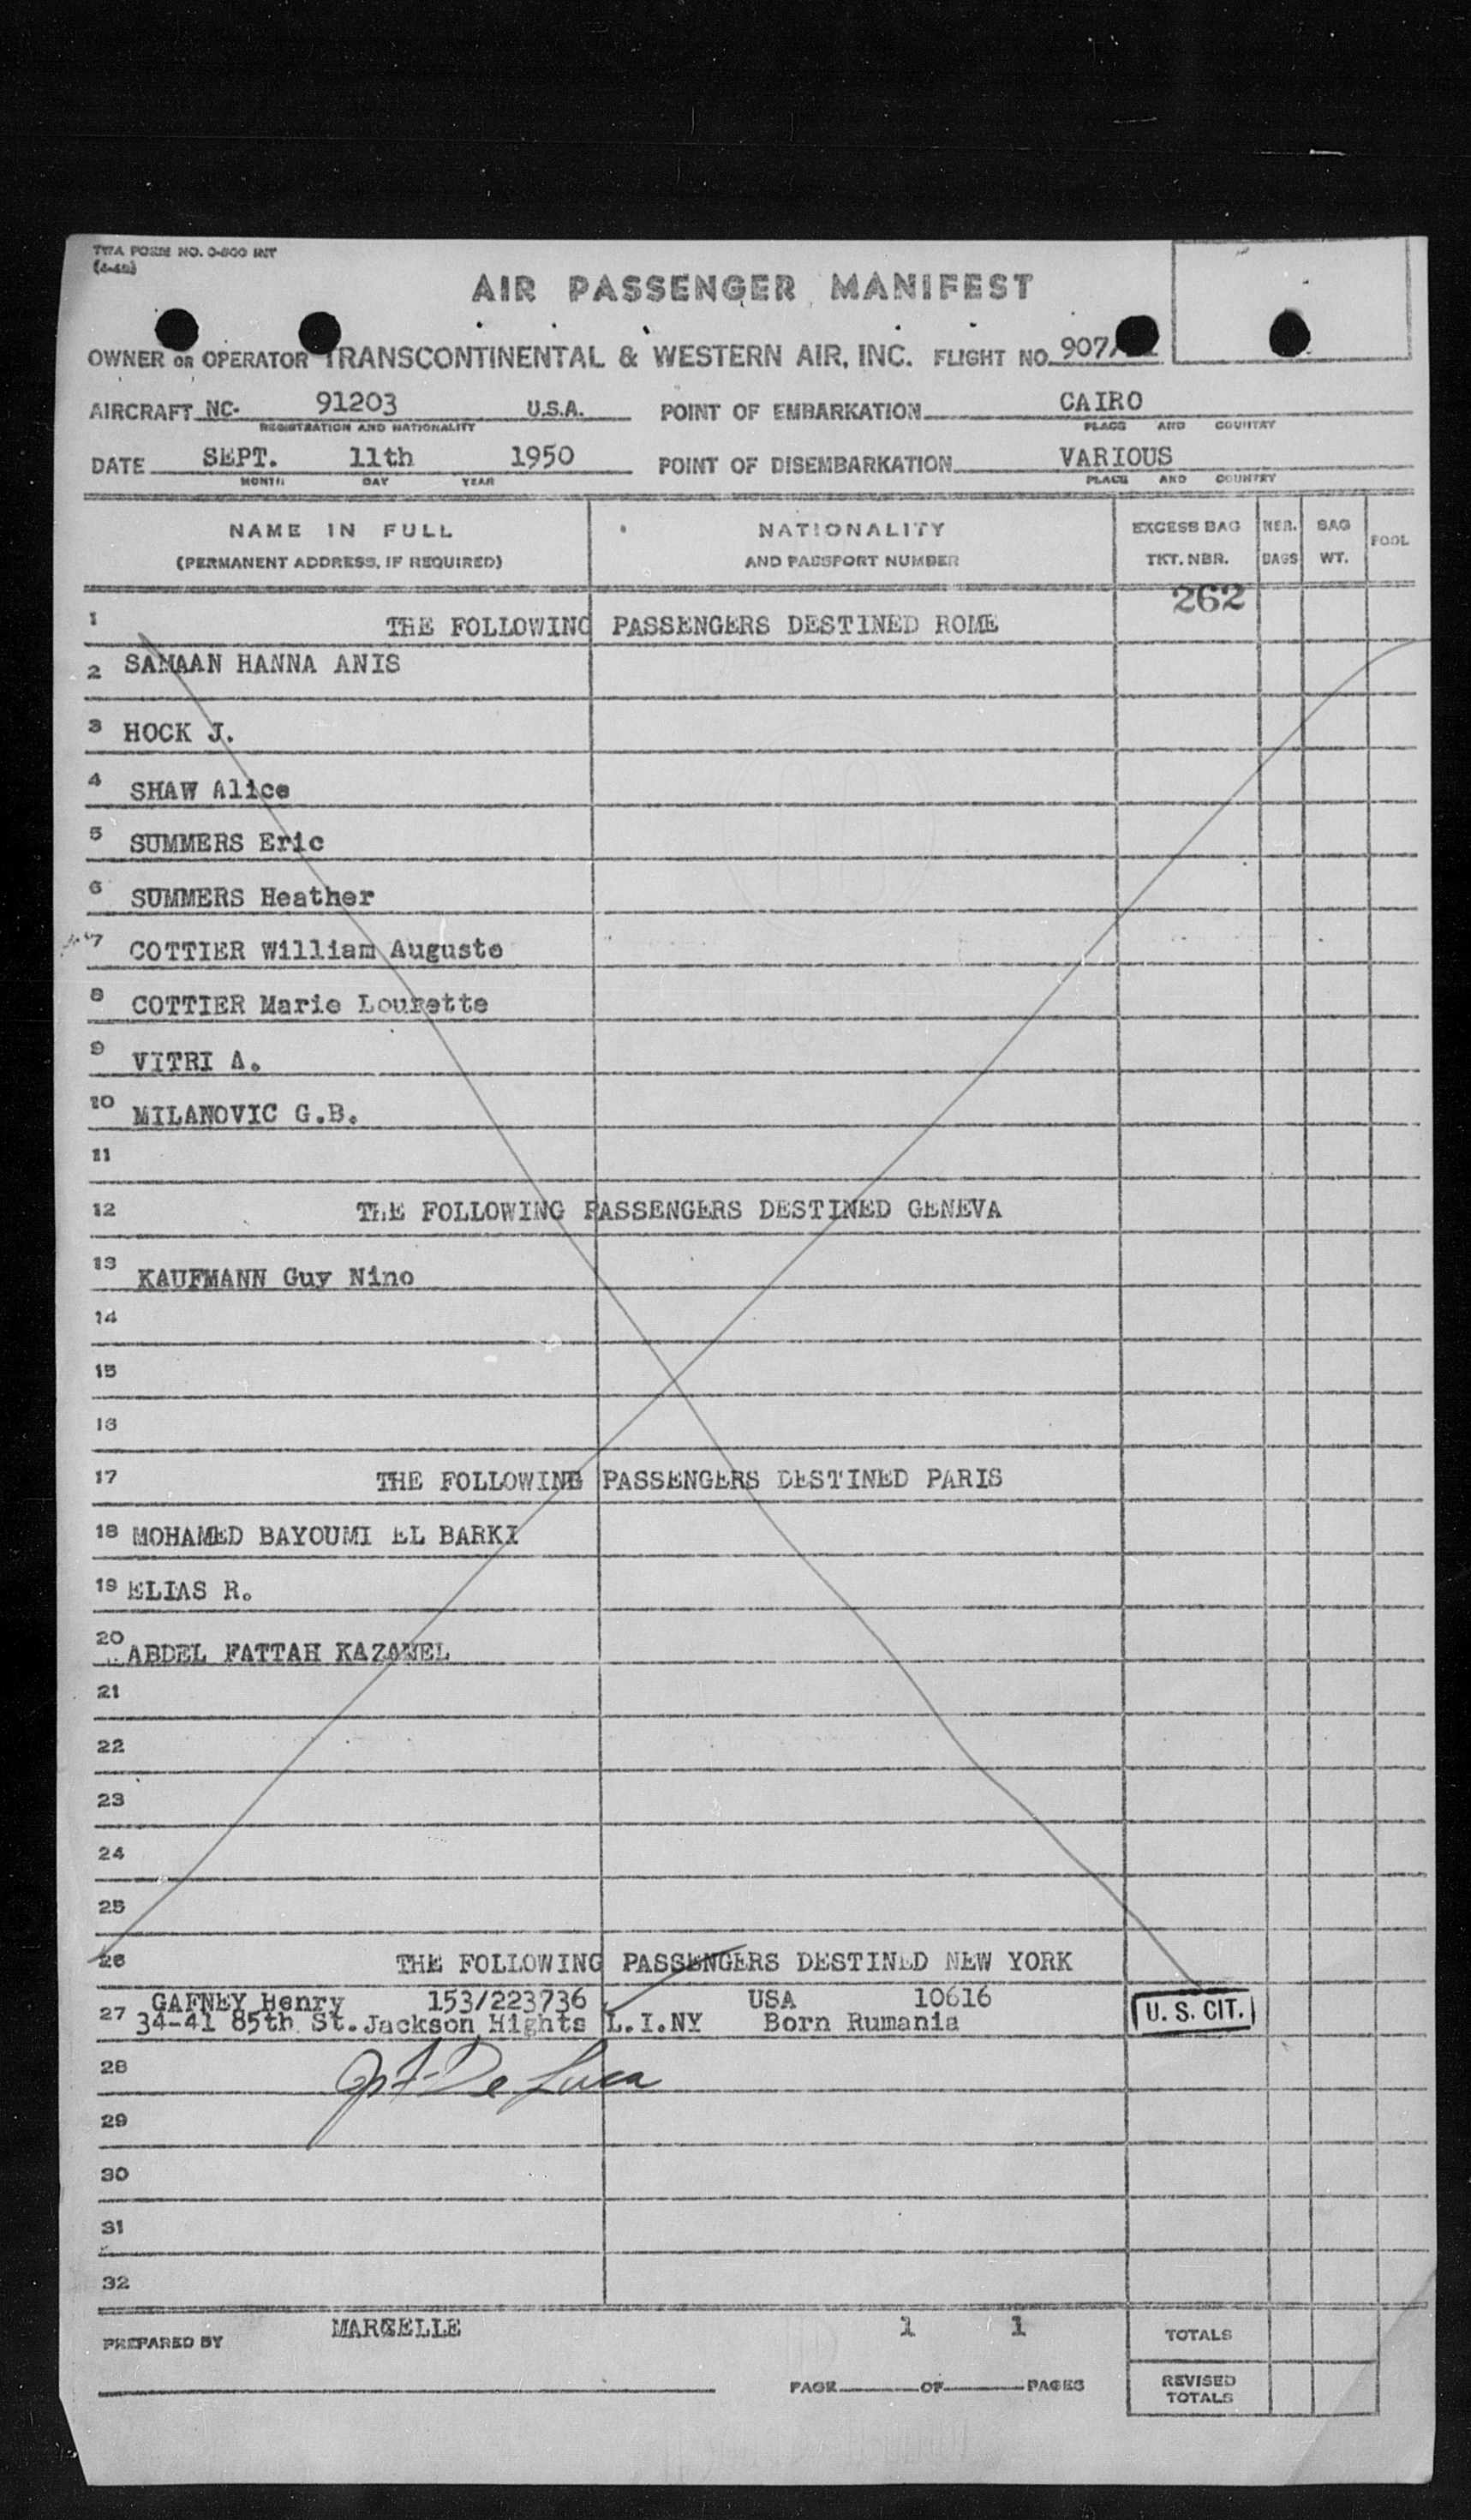 TWA FORM NO. O-800 INT
AIR PASSENGER MANIFEST
OWNER OR OPERATOR TRANSCONTINENTAL & WESTERN AIR, INC. FLIGHT NO. 907/
AIRCRAFT NC- 91203 U.S.A. POINT OF EMBARKATION CAIRO
REGISTRATION AND NATIONALITY PLACE AND COUNTRY
DATE SEPT. 11th 1950 POINT OF DISEMBARKATION VARIOUS
MONTH DAY YEAR PLACE AND COUNTRY
NAME IN FULL NATIONALITY EXCESS BAG NBR. BAG POOL
(PERMANENT ADDRESS, IF REQUIRED) AND PASSPORT NUMBER TKT. NBR. BAGS WT.
262
1 THE FOLLOWING PASSENGERS DESTINED ROME
2 SAMAAN HANNA ANIS
3 HOCK J.
4 SHAW Alice
5 SUMMERS Eric
6 SUMMERS Heather
7 COTTIER William Auguste
8 COTTIER Marie Lourette
9 VITRI A.
10 MILANOVIC G.B.
11
12 THE FOLLOWING PASSENGERS DESTINED GENEVA
13 KAUFMANN Guy Nino
14
15
16
17 THE FOLLOWING PASSENGERS DESTINED PARIS
18 MOHAMED BAYOUMI EL BARKI
19 ELIAS R.
20 ABDEL FATTAH KAZAMEL
21
22
23
24
25
26 THE FOLLOWING PASSENGERS DESTINED NEW YORK
GAFNEY Henry 153/223736 USA 10616
27 34-41 85th St. Jackson Hights L.I.NY Born Rumania U. S. CIT.
28 De Luca
29
30
31
32
PREPARED BY MARCELLE 1 1 TOTALS
PAGE OF PAGES REVISED
TOTALS